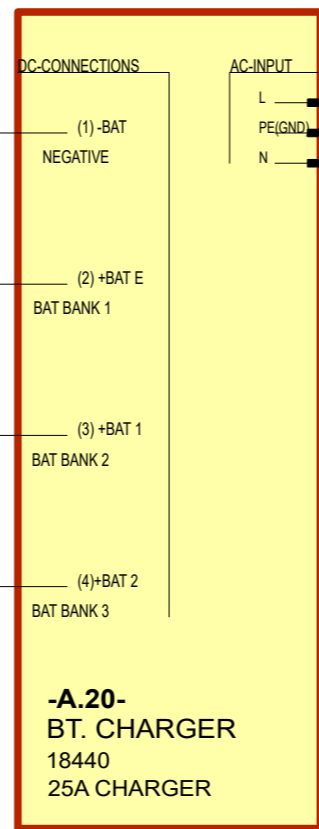 DC-CONNECTIONS
AC-INPUT
L
(1) -BAT
PE(GND)
NEGATIVE
N
(2) +BAT E
BAT BANK 1
(3) +BAT 1
BAT BANK 2
(4)+BAT 2
BAT BANK 3
-A.20-
BT. CHARGER
18440
25A CHARGER